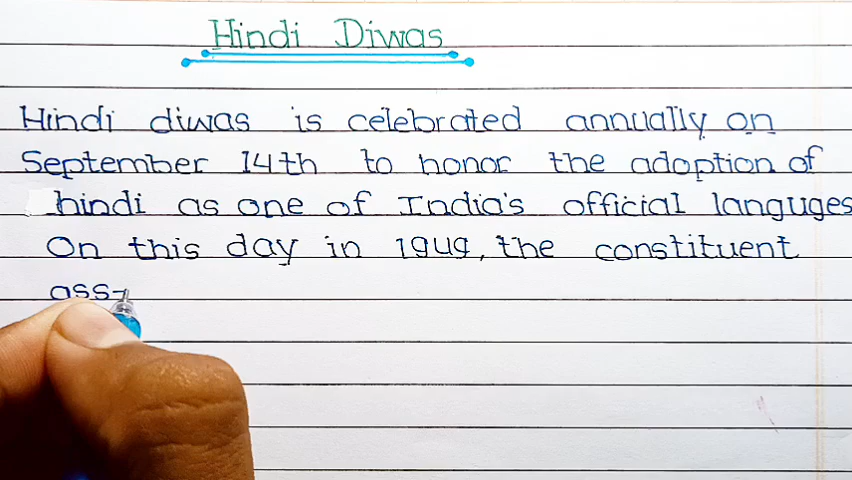 Hindi Diwas
Hindi diwas is celebrated annually on
September 14th to honor the adoption of
hindi as one of India's official languges
On this day in 1949, the constituent
ass